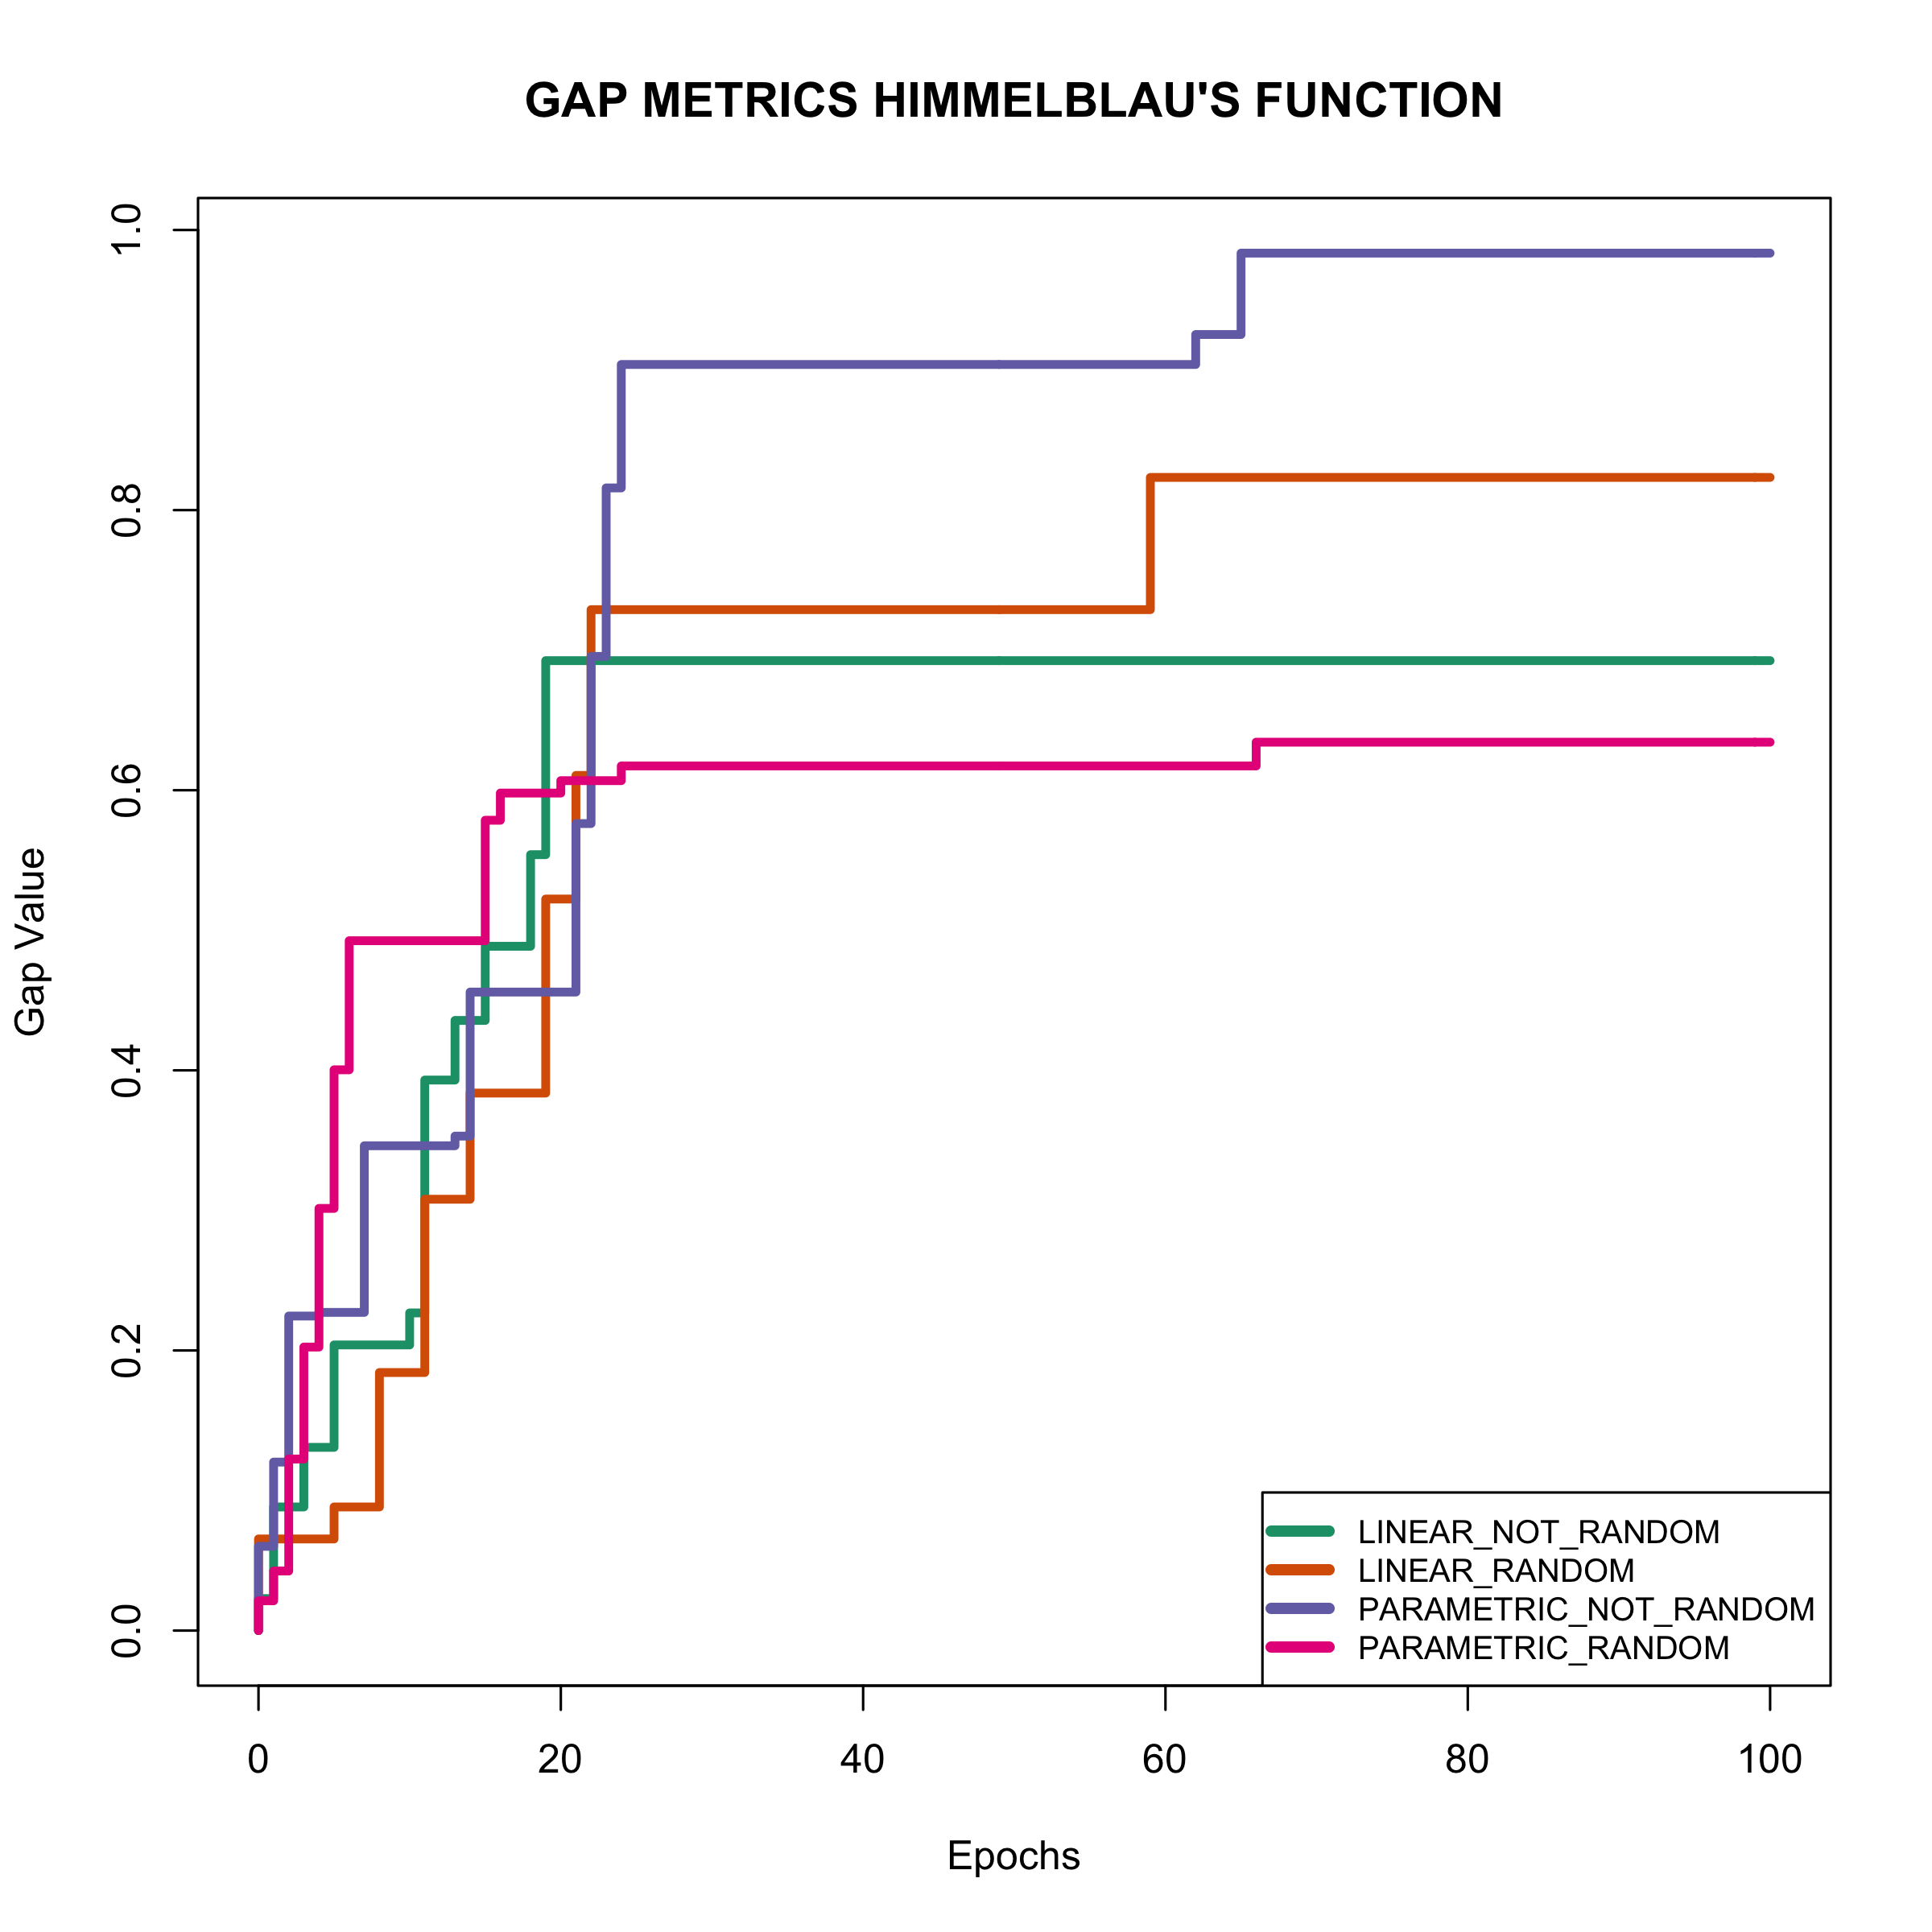 GAP METRICS HIMMELBLAU'S FUNCTION
Gap Value
1.0
0.8
0.6
0.4
0.2
0.0
LINEAR_NOT_RANDOM
LINEAR_RANDOM
PARAMETRIC_NOT_RANDOM
PARAMETRIC_RANDOM
0 20 40 60 80 100
Epochs